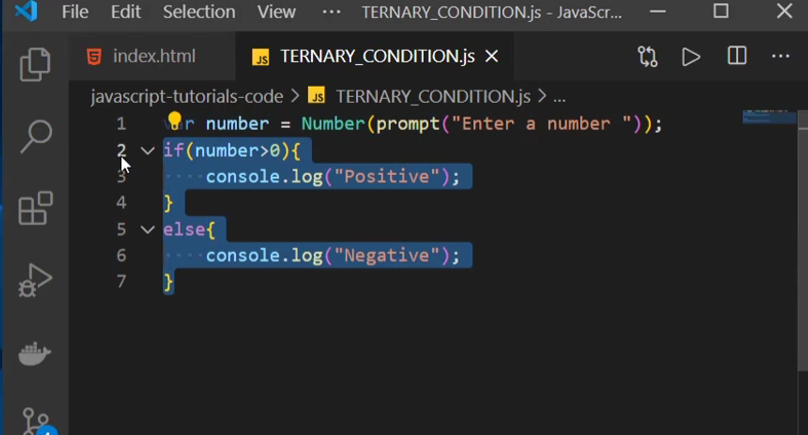 File Edit Selection View ··· TERNARY_CONDITION.js - JavaScr...
index.html TERNARY_CONDITION.js
javascript-tutorials-code > JS TERNARY_CONDITION.js > ...
1 var number = Number(prompt("Enter a number "));
2 if(number>0){
3 console.log("Positive");
4 }
5 else{
6 console.log("Negative");
7 }